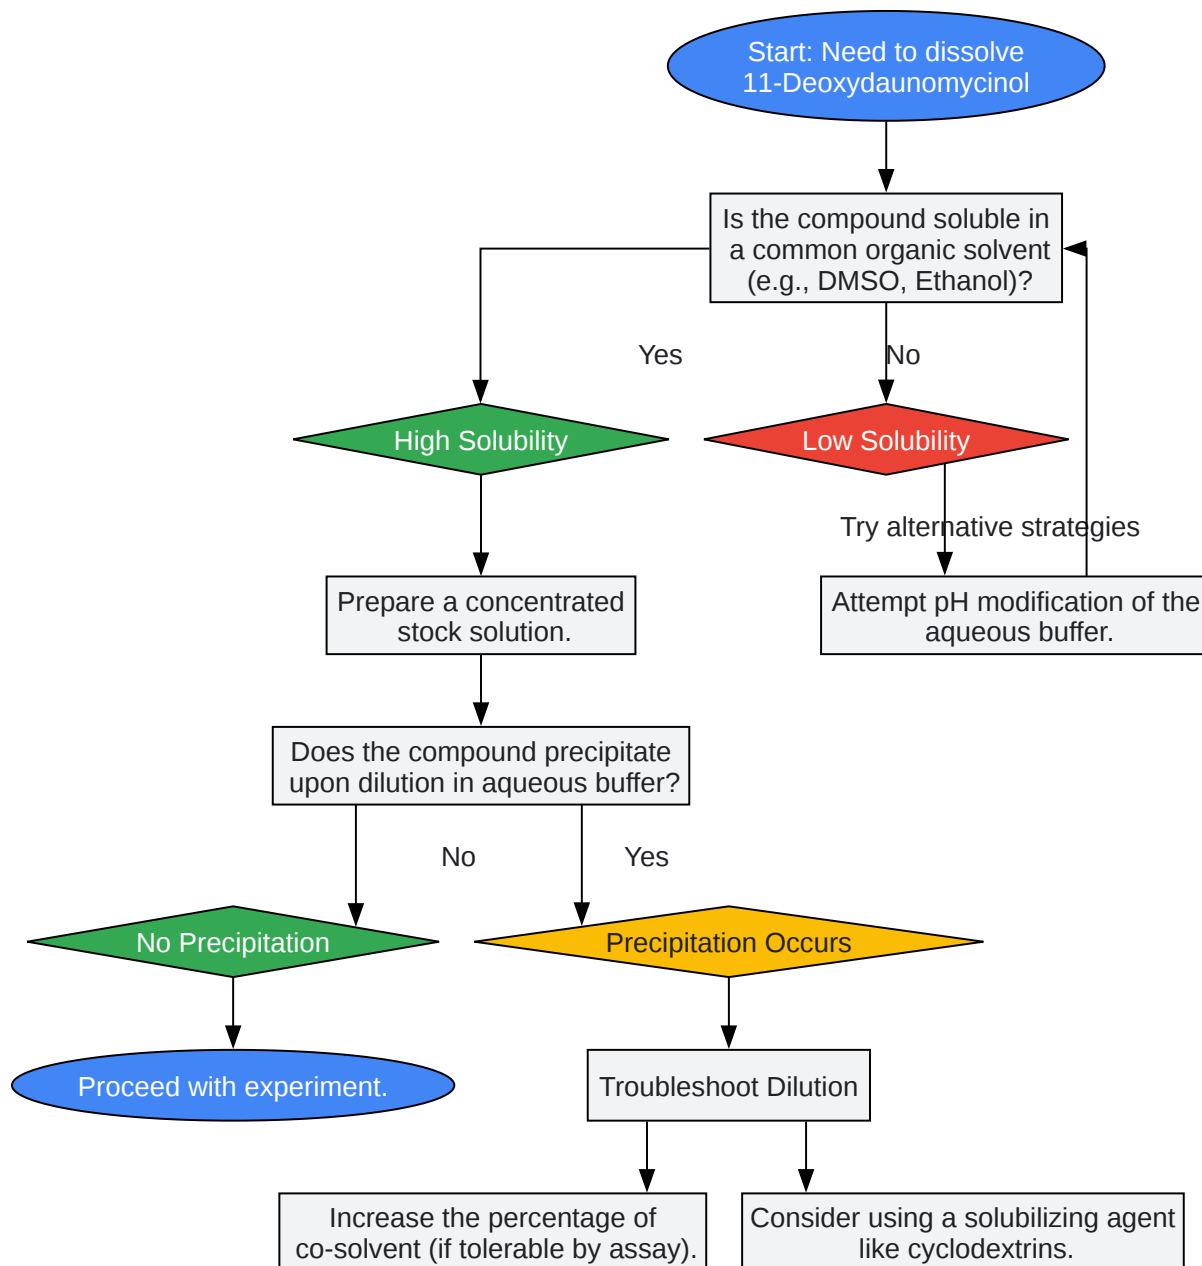 Start: Need to dissolve
11-Deoxydaunomycinol
Is the compound soluble in
a common organic solvent
(e.g., DMSO, Ethanol)?
Yes
No
High Solubility
Low Solubility
Try alternative strategies
Prepare a concentrated
stock solution.
Attempt pH modification of the
aqueous buffer.
Does the compound precipitate
upon dilution in aqueous buffer?
No
Yes
No Precipitation
Precipitation Occurs
Proceed with experiment.
Troubleshoot Dilution
Increase the percentage of
co-solvent (if tolerable by assay).
Consider using a solubilizing agent
like cyclodextrins.